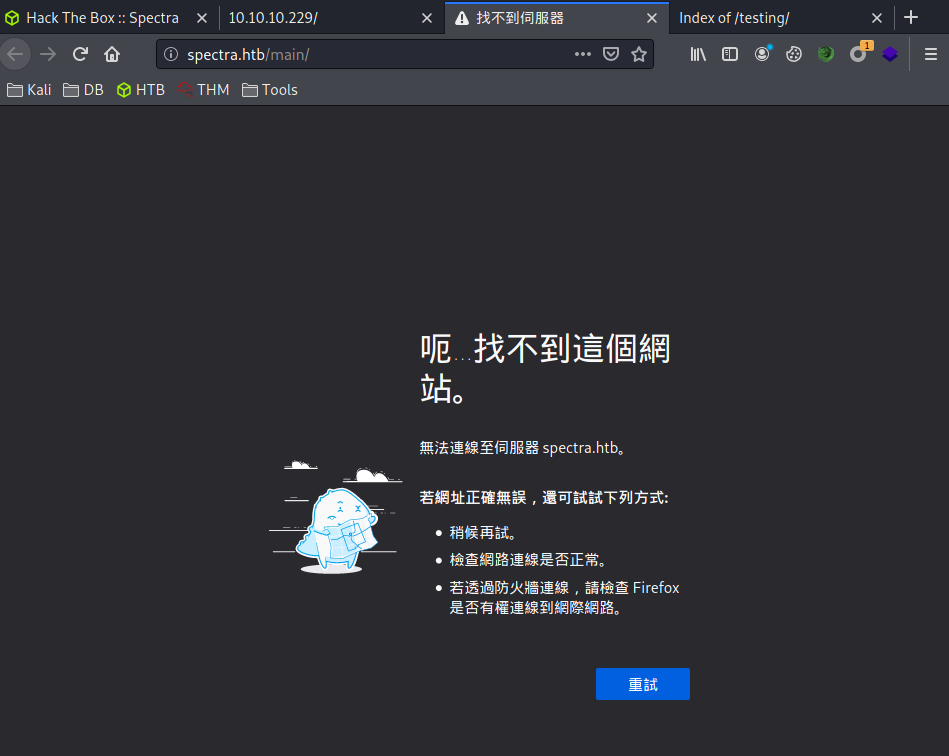 Hack The Box :: Spectra
10.10.10.229/
找不到伺服器
Index of /testing/
spectra.htb/main/
1
Kali
DB
HTB
THM
Tools
呃…找不到這個網
站。
無法連線至伺服器 spectra.htb。
若網址正確無誤，還可試試下列方式:
稍候再試。
檢查網路連線是否正常。
若透過防火牆連線，請檢查 Firefox
是否有權連線到網際網路。
重試